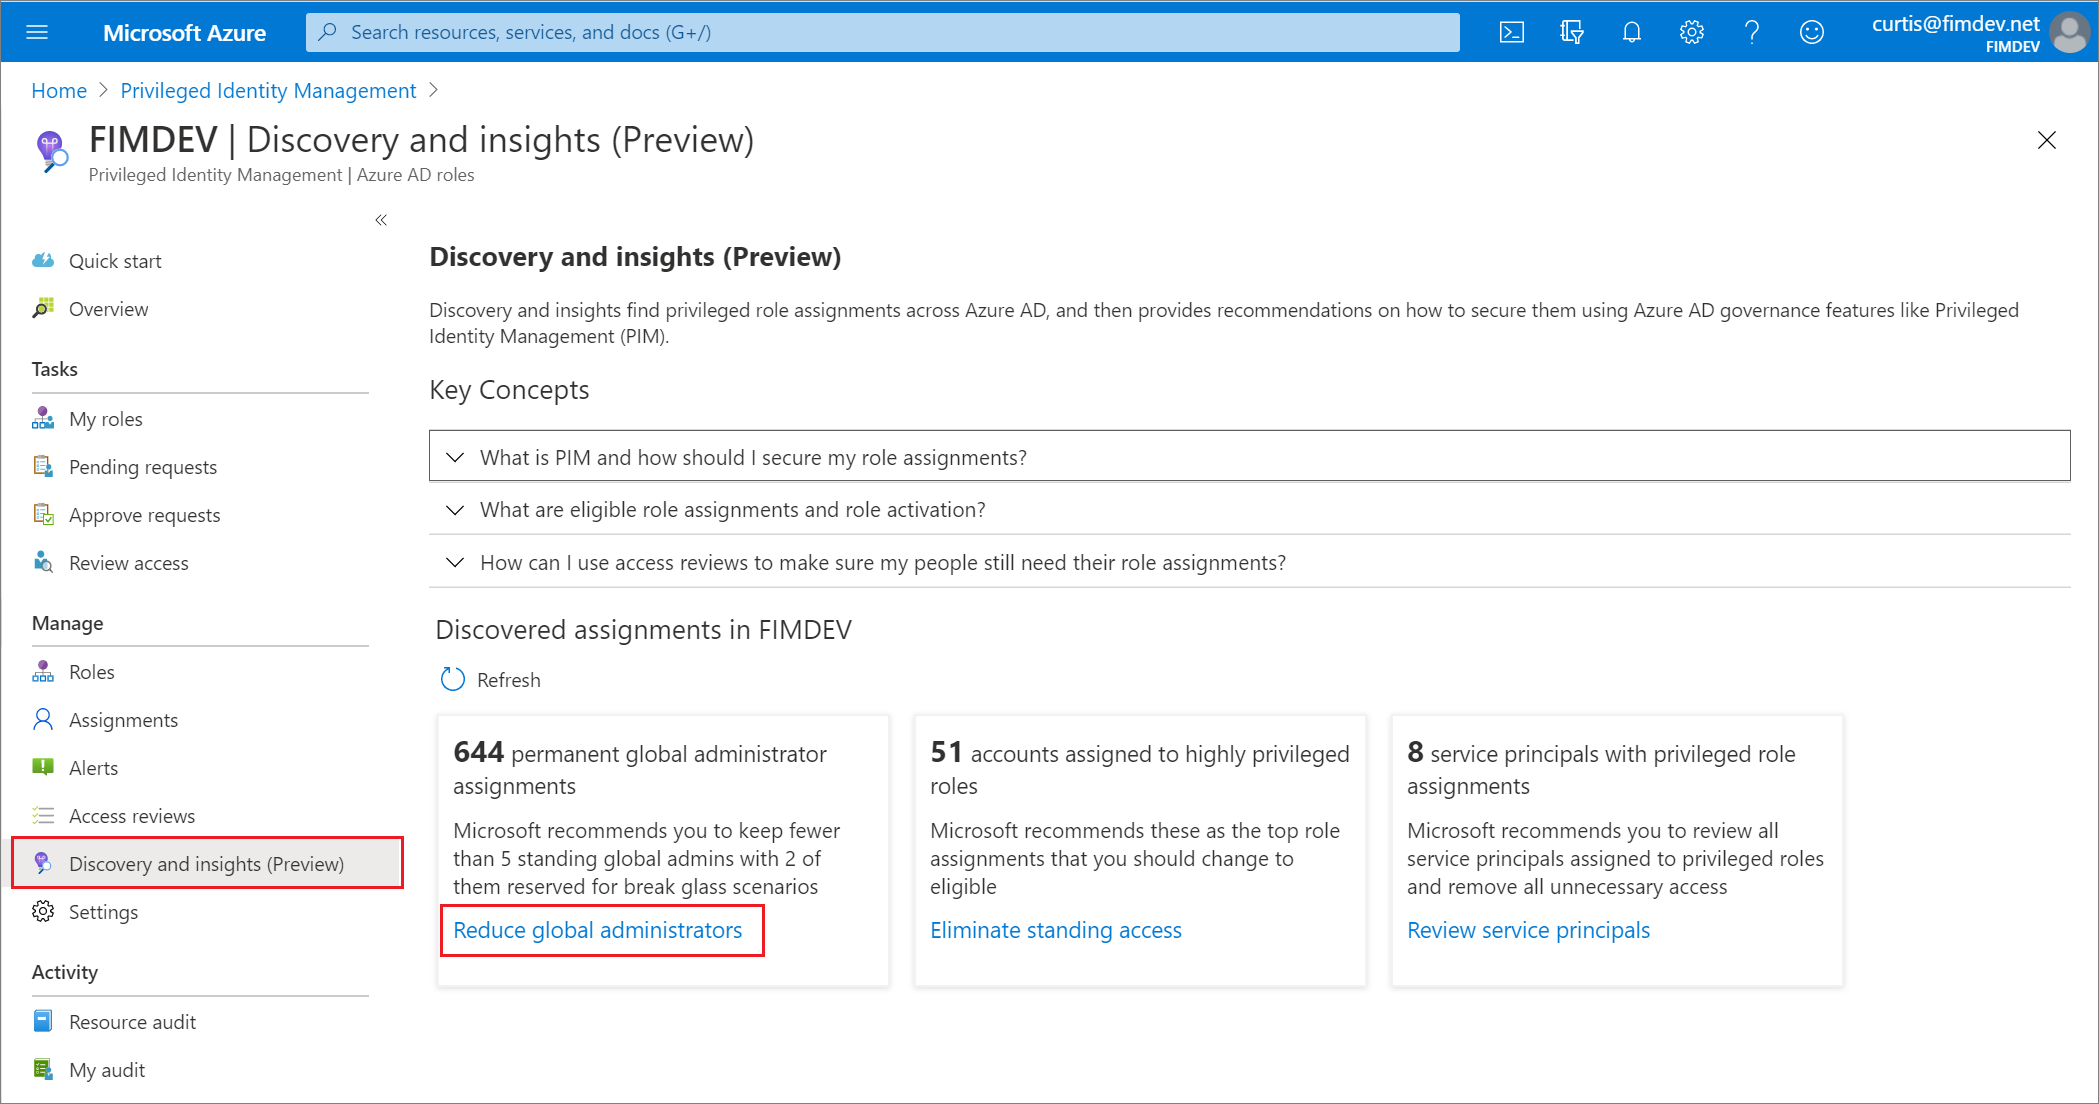 Microsoft Azure
Search resources, services, and docs (G+/)
curtis@fimdev.net
FIMDEV
Home > Privileged Identity Management >
FIMDEV | Discovery and insights (Preview)
Privileged Identity Management | Azure AD roles
Quick start
Overview
Tasks
My roles
Pending requests
Approve requests
Review access
Manage
Roles
Assignments
Alerts
Access reviews
Discovery and insights (Preview)
Settings
Activity
Resource audit
My audit
Discovery and insights (Preview)
Discovery and insights find privileged role assignments across Azure AD, and then provides recommendations on how to secure them using Azure AD governance features like Privileged
Identity Management (PIM).
Key Concepts
What is PIM and how should I secure my role assignments?
What are eligible role assignments and role activation?
How can I use access reviews to make sure my people still need their role assignments?
Discovered assignments in FIMDEV
Refresh
644 permanent global administrator
assignments
Microsoft recommends you to keep fewer
than 5 standing global admins with 2 of
them reserved for break glass scenarios
Reduce global administrators
51 accounts assigned to highly privileged
roles
Microsoft recommends these as the top role
assignments that you should change to
eligible
Eliminate standing access
8 service principals with privileged role
assignments
Microsoft recommends you to review all
service principals assigned to privileged roles
and remove all unnecessary access
Review service principals